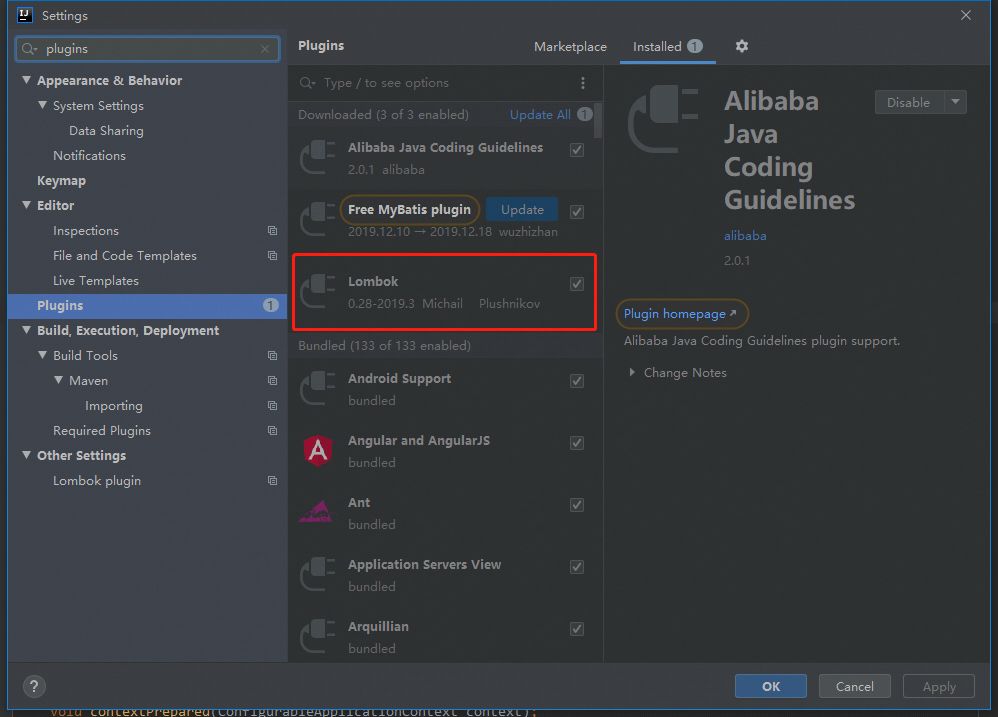 Settings
plugins
Appearance & Behavior
System Settings
Data Sharing
Notifications
Keymap
Editor
Inspections
File and Code Templates
Live Templates
Plugins 1
Build, Execution, Deployment
Build Tools
Maven
Importing
Required Plugins
Other Settings
Lombok plugin
Plugins
Marketplace
Installed 1
Type / to see options
Downloaded (3 of 3 enabled) Update All 1
Alibaba Java Coding Guidelines
2.0.1 alibaba
Free MyBatis plugin Update
2019.12.10 → 2019.12.18 wuzhizhan
Lombok
0.28-2019.3 Michail Plushnikov
Bundled (133 of 133 enabled)
Android Support
bundled
Angular and AngularJS
bundled
Ant
bundled
Application Servers View
bundled
Arquillian
bundled
Alibaba
Java
Coding
Guidelines
Disable
alibaba
2.0.1
Plugin homepage ↗
Alibaba Java Coding Guidelines plugin support.
Change Notes
?
OK
Cancel
Apply
void contextPrepared(ConfigurableApplicationContext context);